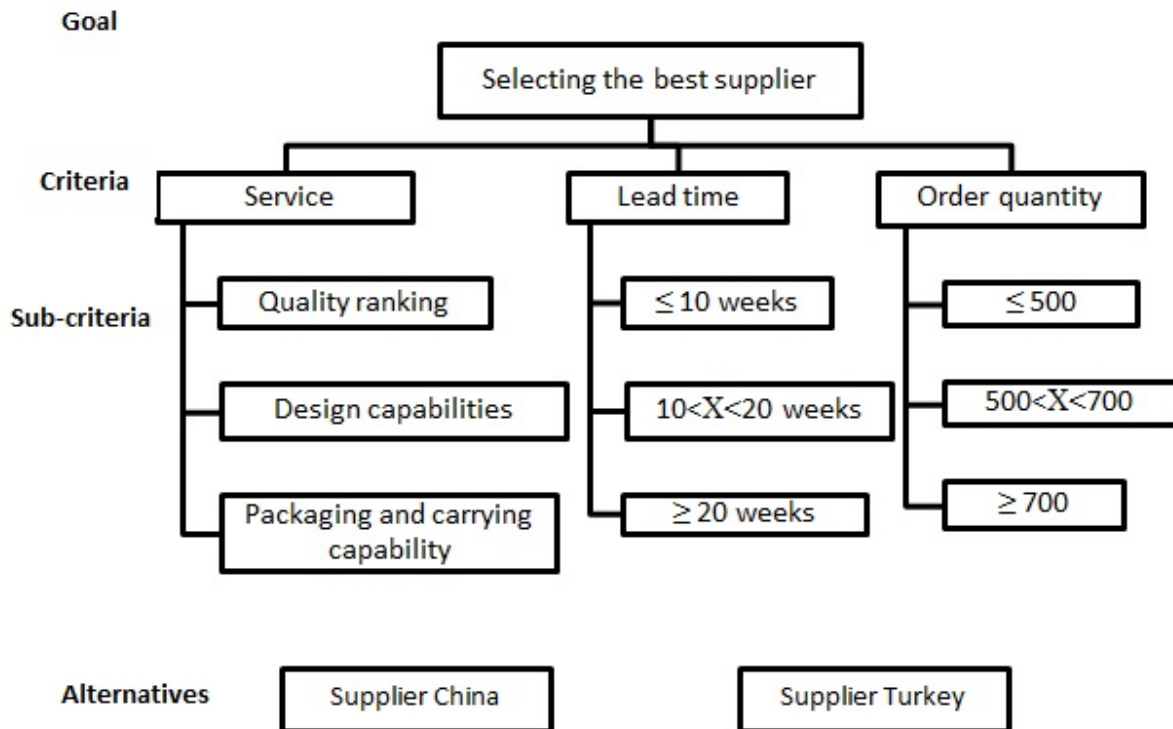 Goal
Selecting the best supplier
Criteria
Service
Lead time
Order quantity
Sub-criteria
Quality ranking
≤ 10 weeks
≤ 500
Design capabilities
10<X<20 weeks
500<X<700
Packaging and carrying
capability
≥ 20 weeks
≥ 700
Alternatives
Supplier China
Supplier Turkey